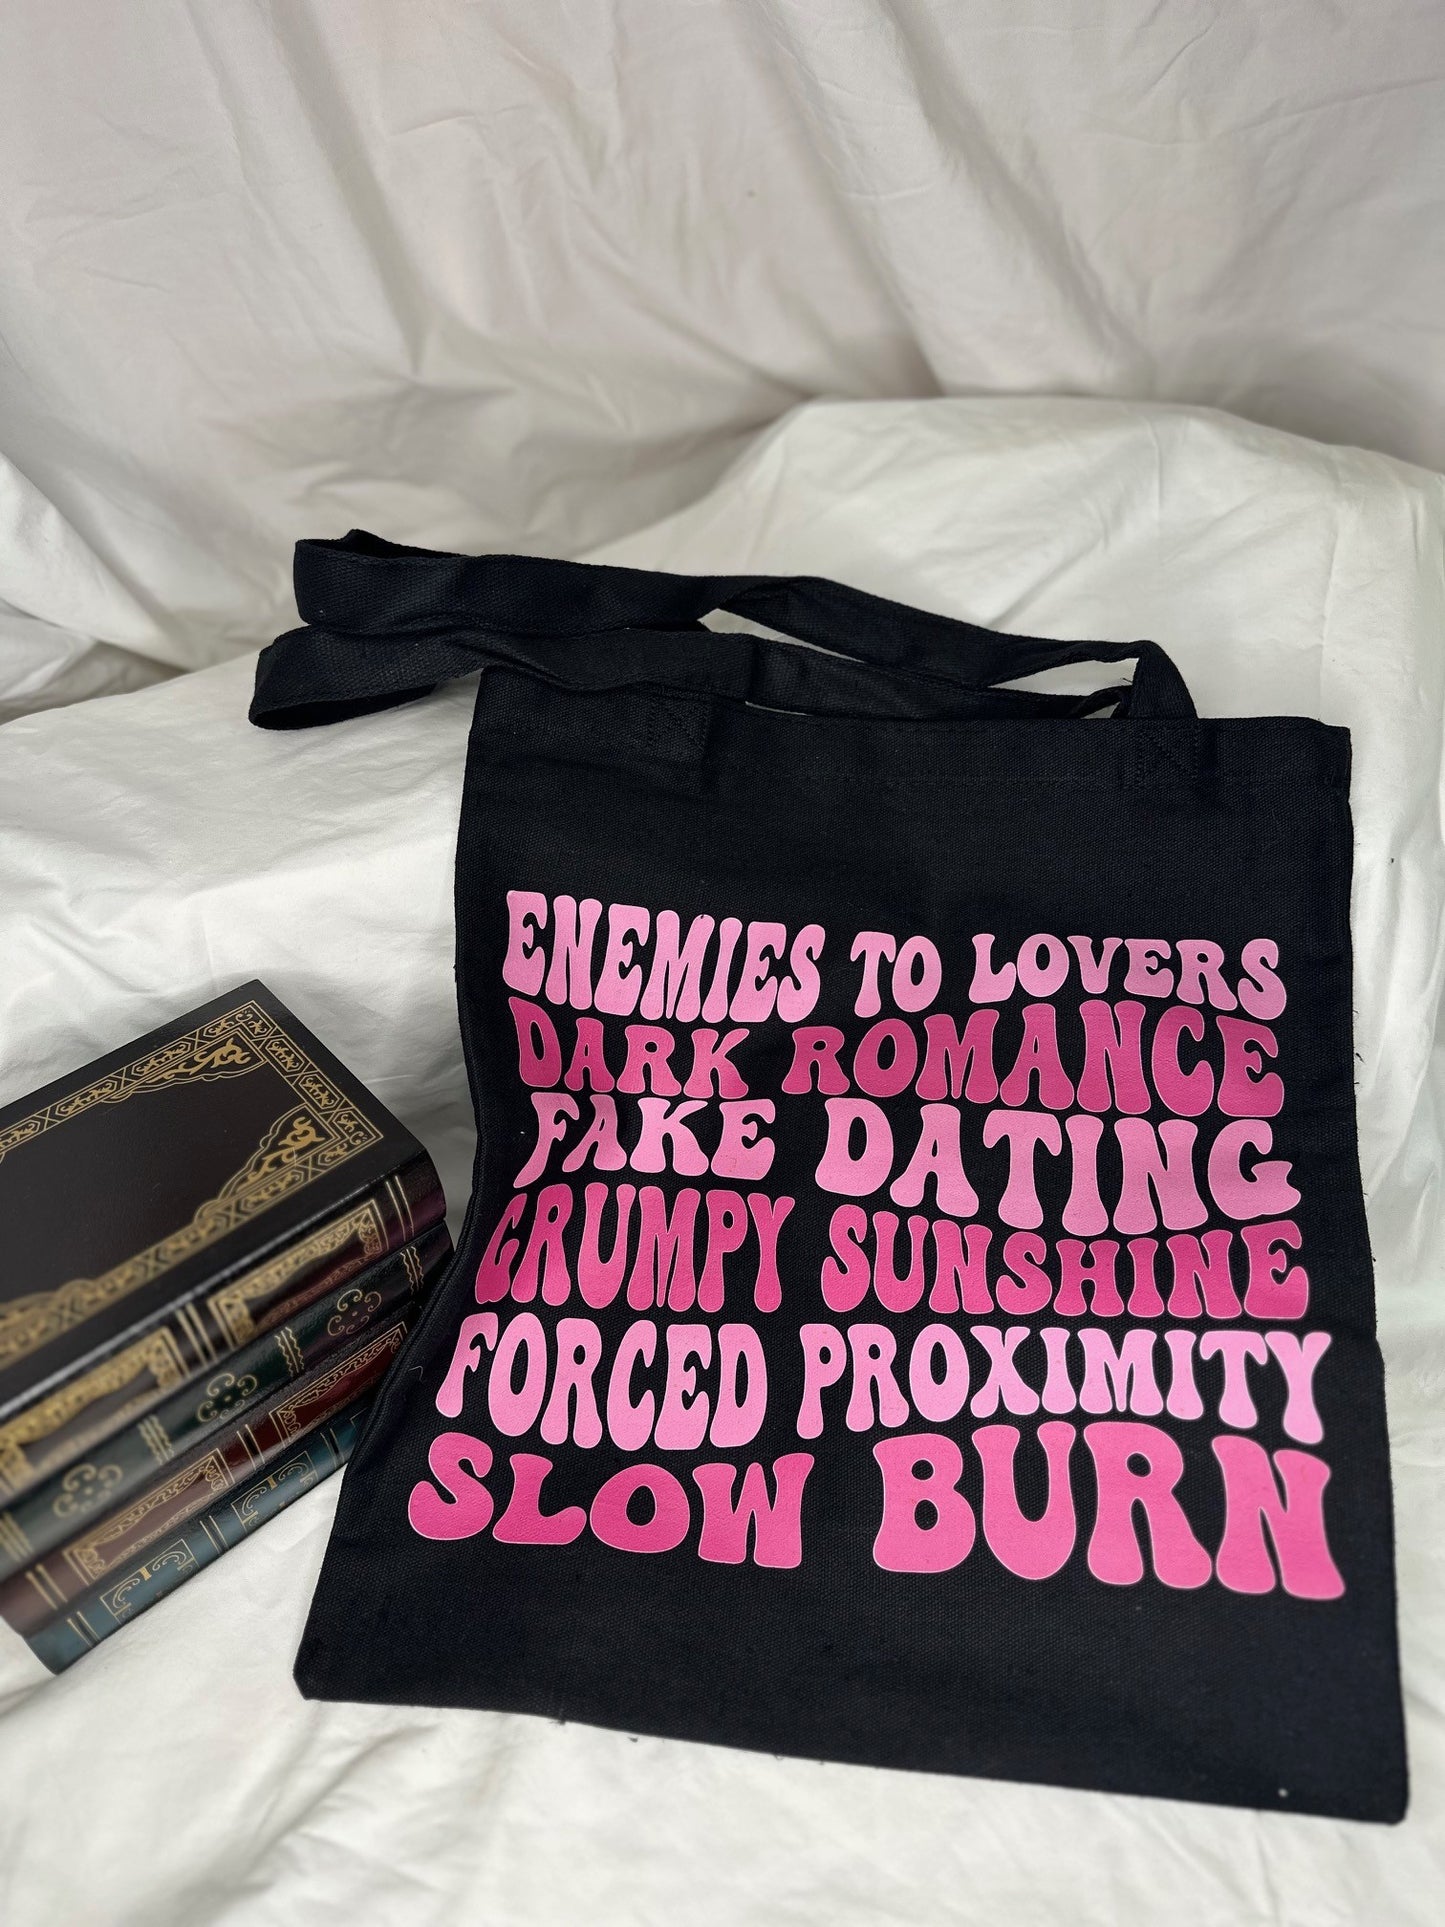 ENEMIES TO LOVERS
DARK ROMANCE
FAKE DATING
GRUMPY SUNSHINE
FORCED PROXIMITY
SLOW BURN